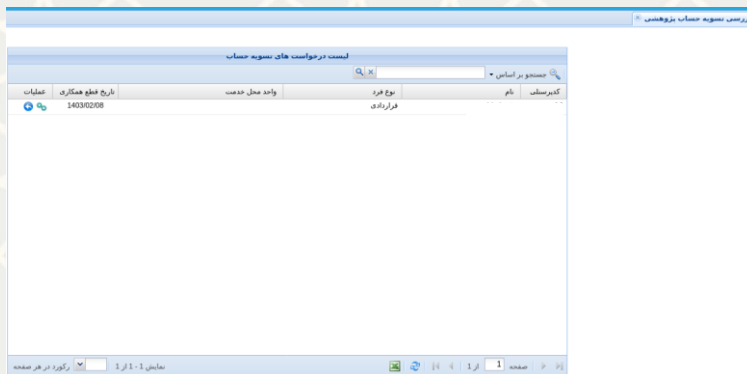 بررسی تسویه حساب پژوهشی
لیست درخواست های تسویه حساب
جستجو بر اساس
کدپرسنلی نام نوع فرد واحد محل خدمت تاریخ قطع همکاری عملیات
قراردادی 1403/02/08
صفحه 1 از 1 نمایش 1 - 1 از 1 رکورد در هر صفحه